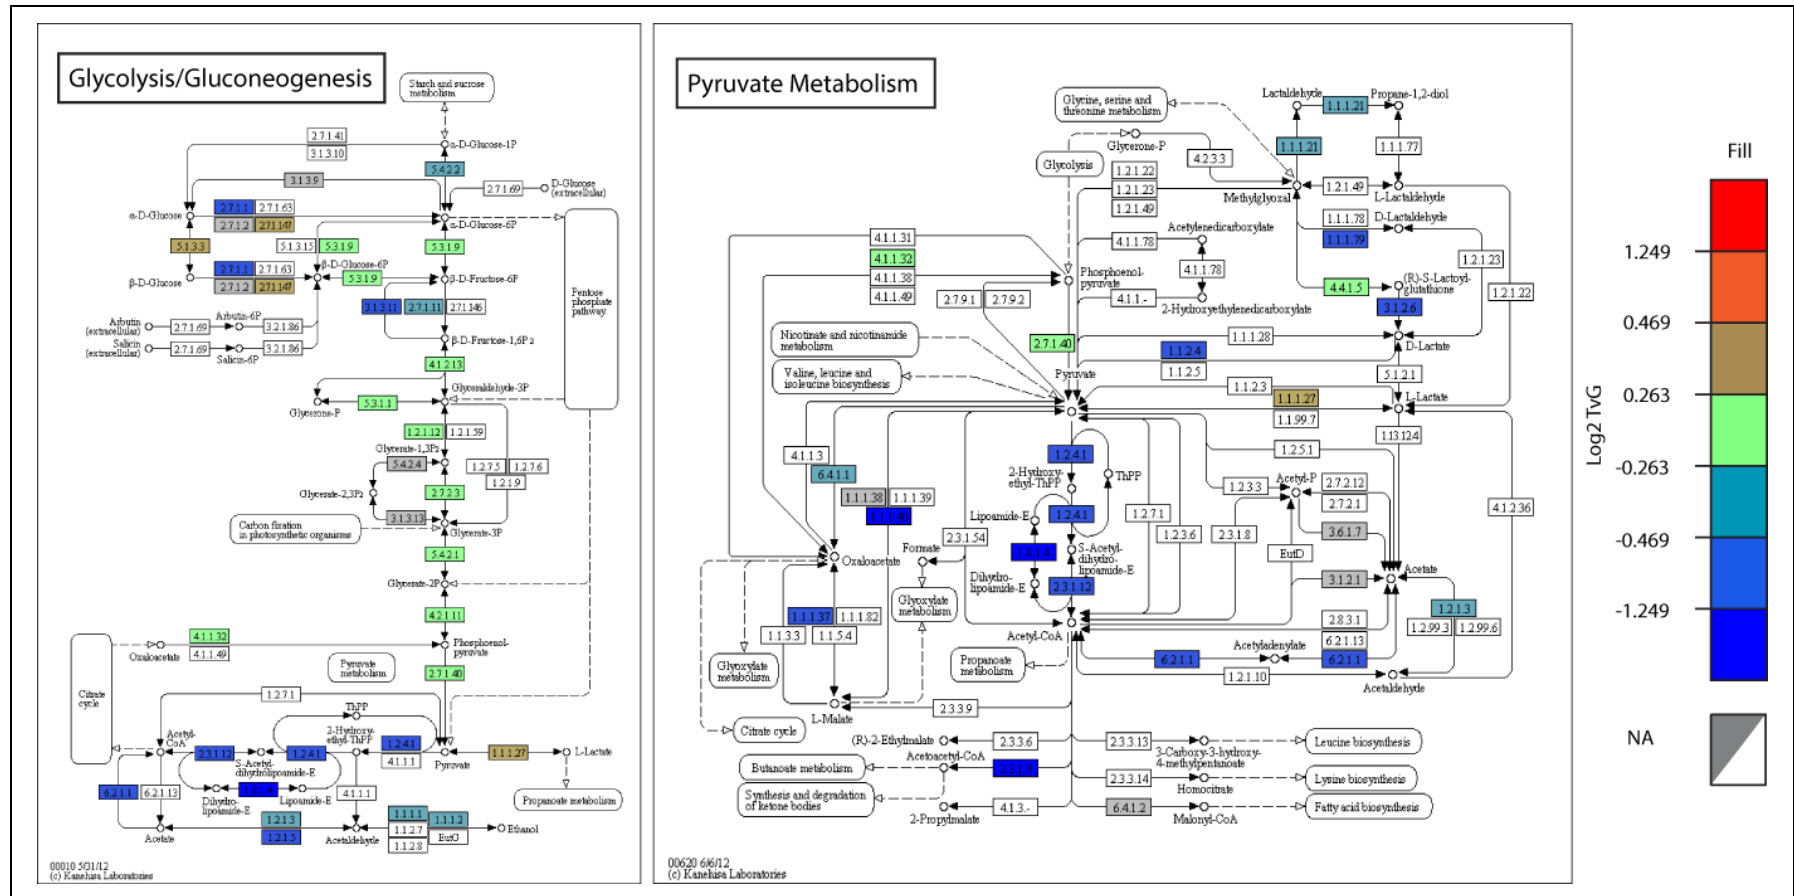 Glycolysis/Gluconeogenesis
Starch and sucrose
metabolism
2.7.1.41
3.1.3.10
α-D-Glucose-1P
5.4.2.2
3.1.3.9
2.7.1.69
D-Glucose
(extracellular)
α-D-Glucose
2.7.1.1
2.7.1.63
2.7.1.2
2.7.1.147
α-D-Glucose-6P
5.1.3.3
5.3.1.15
5.3.1.9
5.3.1.9
β-D-Glucose-6P
β-D-Glucose
2.7.1.1
2.7.1.63
2.7.1.2
2.7.1.147
5.3.1.9
β-D-Fructose-6P
Pentose
phosphate
pathway
3.1.3.11
2.7.1.11
2.7.1.146
Arbutin
(extracellular)
2.7.1.69
Arbutin-6P
3.2.1.86
Salicin
(extracellular)
2.7.1.69
Salicin-6P
3.2.1.86
β-D-Fructose-1,6P2
4.1.2.13
Glyceraldehyde-3P
Glycerone-P
5.3.1.1
1.2.1.12
1.2.1.59
Glycerate-1,3P2
5.4.2.4
1.2.7.5
1.2.7.6
1.2.1.9
Glycerate-2,3P2
2.7.2.3
3.1.3.13
Carbon fixation
in photosynthetic organisms
Glycerate-3P
5.4.2.1
Glycerate-2P
4.2.1.11
4.1.1.32
4.1.1.49
Oxaloacetate
Phosphoenol-
pyruvate
Pyruvate
metabolism
2.7.1.40
Citrate
cycle
1.2.7.1
ThPP
Acetyl-
CoA
2-Hydroxy-
ethyl-ThPP
2.3.1.12
1.2.4.1
1.2.4.1
4.1.1.1
Pyruvate
1.1.1.27
L-Lactate
S-Acetyl-
dihydrolipoamide-E
6.2.1.1
6.2.1.13
Dihydro-
lipoamide-E
1.8.1.4
Lipoamide-E
4.1.1.1
Propanoate metabolism
Acetate
1.2.1.3
1.2.1.5
Acetaldehyde
1.1.1.1
1.1.1.2
1.1.2.7
EutG
1.1.2.8
Ethanol
00010 5/31/12
(c) Kanehisa Laboratories
Pyruvate Metabolism
Glycine, serine and
threonine metabolism
Lactaldehyde
Propane-1,2-diol
1.1.1.21
1.1.1.21
1.1.1.77
Glycerone-P
4.2.3.3
Glycolysis
1.2.1.22
1.2.1.23
1.2.1.49
Methylglyoxal
1.2.1.49
L-Lactaldehyde
D-Lactaldehyde
1.1.1.78
1.1.1.79
1.2.1.23
1.2.1.22
4.1.1.31
4.1.1.32
4.1.1.38
4.1.1.49
Acetylenedicarboxylate
4.1.1.78
4.1.1.78
4.1.1.-
2-Hydroxyethylenedicarboxylate
Phosphoenol-
pyruvate
4.4.1.5
(R)-S-Lactoyl-
glutathione
3.1.2.6
2.7.9.1
2.7.9.2
Nicotinate and nicotinamide
metabolism
2.7.1.40
1.1.1.28
D-Lactate
1.1.2.4
1.1.2.5
Valine, leucine and
isoleucine biosynthesis
Pyruvate
5.1.2.1
1.1.2.3
1.1.1.27
1.1.99.7
L-Lactate
1.13.12.4
4.1.1.3
6.4.1.1
1.1.1.38
1.1.1.39
1.1.1.40
1.2.4.1
2-Hydroxy-
ethyl-ThPP
ThPP
1.2.5.1
1.2.3.3
Acetyl-P
2.7.2.12
2.7.2.1
3.6.1.7
4.1.2.36
Lipoamide-E
1.2.4.1
1.2.7.1
1.2.3.6
2.3.1.8
EutD
2.3.1.54
Formate
Oxaloacetate
1.8.1.4
S-Acetyl-
dihydro-
lipoamide-E
Dihydro-
lipoamide-E
2.3.1.12
3.1.2.1
Acetate
Glyoxylate
metabolism
1.1.1.37
1.1.1.82
1.1.3.3
1.1.5.4
Acetyl-CoA
2.8.3.1
6.2.1.13
1.2.1.3
1.2.99.3
1.2.99.6
Acetyladenylate
6.2.1.1
6.2.1.1
1.2.1.10
Acetaldehyde
Glyoxylate
metabolism
Propanoate
metabolism
L-Malate
2.3.3.9
Citrate cycle
(R)-2-Ethylmalate
2.3.3.6
2.3.3.13
3-Carboxy-3-hydroxy-
4-methylpentanoate
Leucine biosynthesis
Acetoacetyl-CoA
Butanoate metabolism
2.3.1.9
2.3.3.14
Homocitrate
Lysine biosynthesis
Synthesis and degradation
of ketone bodies
4.1.3.-
2-Propylmalate
6.4.1.2
Malonyl-CoA
Fatty acid biosynthesis
00620 6/6/12
(c) Kanehisa Laboratories
Fill
1.249
0.469
0.263
-0.263
-0.469
-1.249
Log2 TvG
NA